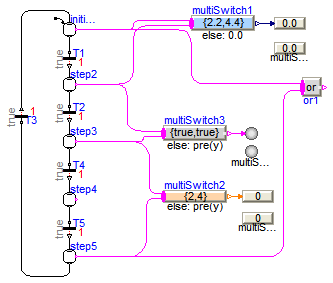 multiSwitch1
initi...
{2.2,4.4}
0.0
else: 0.0
0.0
true
T1
1
multiS...
step2
or
or1
1
true
T3
true
T2
1
multiSwitch3
{true,true}
step3
else: pre(y)
multiS...
true
T4
1
multiSwitch2
step4
{2,4}
0
else: pre(y)
0
true
T5
1
multiS...
step5